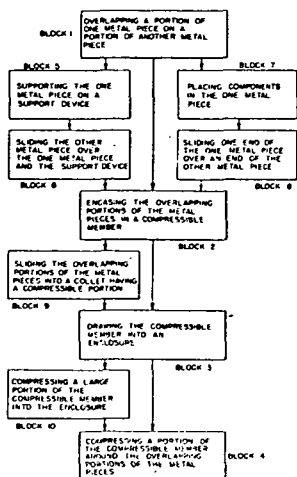 OVERLAPPING A PORTION OF
ONE METAL PIECE ON A
PORTION OF ANOTHER METAL
PIECE
BLOCK 1
BLOCK 5
BLOCK 7
SUPPORTING THE ONE
METAL PIECE ON A
SUPPORT DEVICE
PLACING COMPONENTS
IN THE ONE METAL
PIECE
SLIDING THE OTHER
METAL PIECE OVER
THE ONE METAL PIECE
AND THE SUPPORT DEVICE
SLIDING ONE END OF
THE ONE METAL PIECE
OVER AN END OF THE
OTHER METAL PIECE
BLOCK 6
BLOCK 8
ENGASING THE OVERLAPPING
PORTIONS OF THE METAL
PIECES IN A COMPRESSIBLE
MEMBER
BLOCK 2
SLIDING THE OVERLAPPING
PORTIONS OF THE METAL
PIECES INTO A COLLET HAVING
A COMPRESSIBLE PORTION
BLOCK 9
DRAWING THE COMPRESSIBLE
MEMBER INTO AN
ENCLOSURE
BLOCK 3
COMPRESSING A LARGE
PORTION OF THE
COMPRESSIBLE MEMBER
INTO THE ENCLOSURE
BLOCK 10
COMPRESSING A PORTION OF
THE COMPRESSIBLE MEMBER
AROUND THE OVERLAPPING
PORTIONS OF THE METAL
PIECES
BLOCK 4